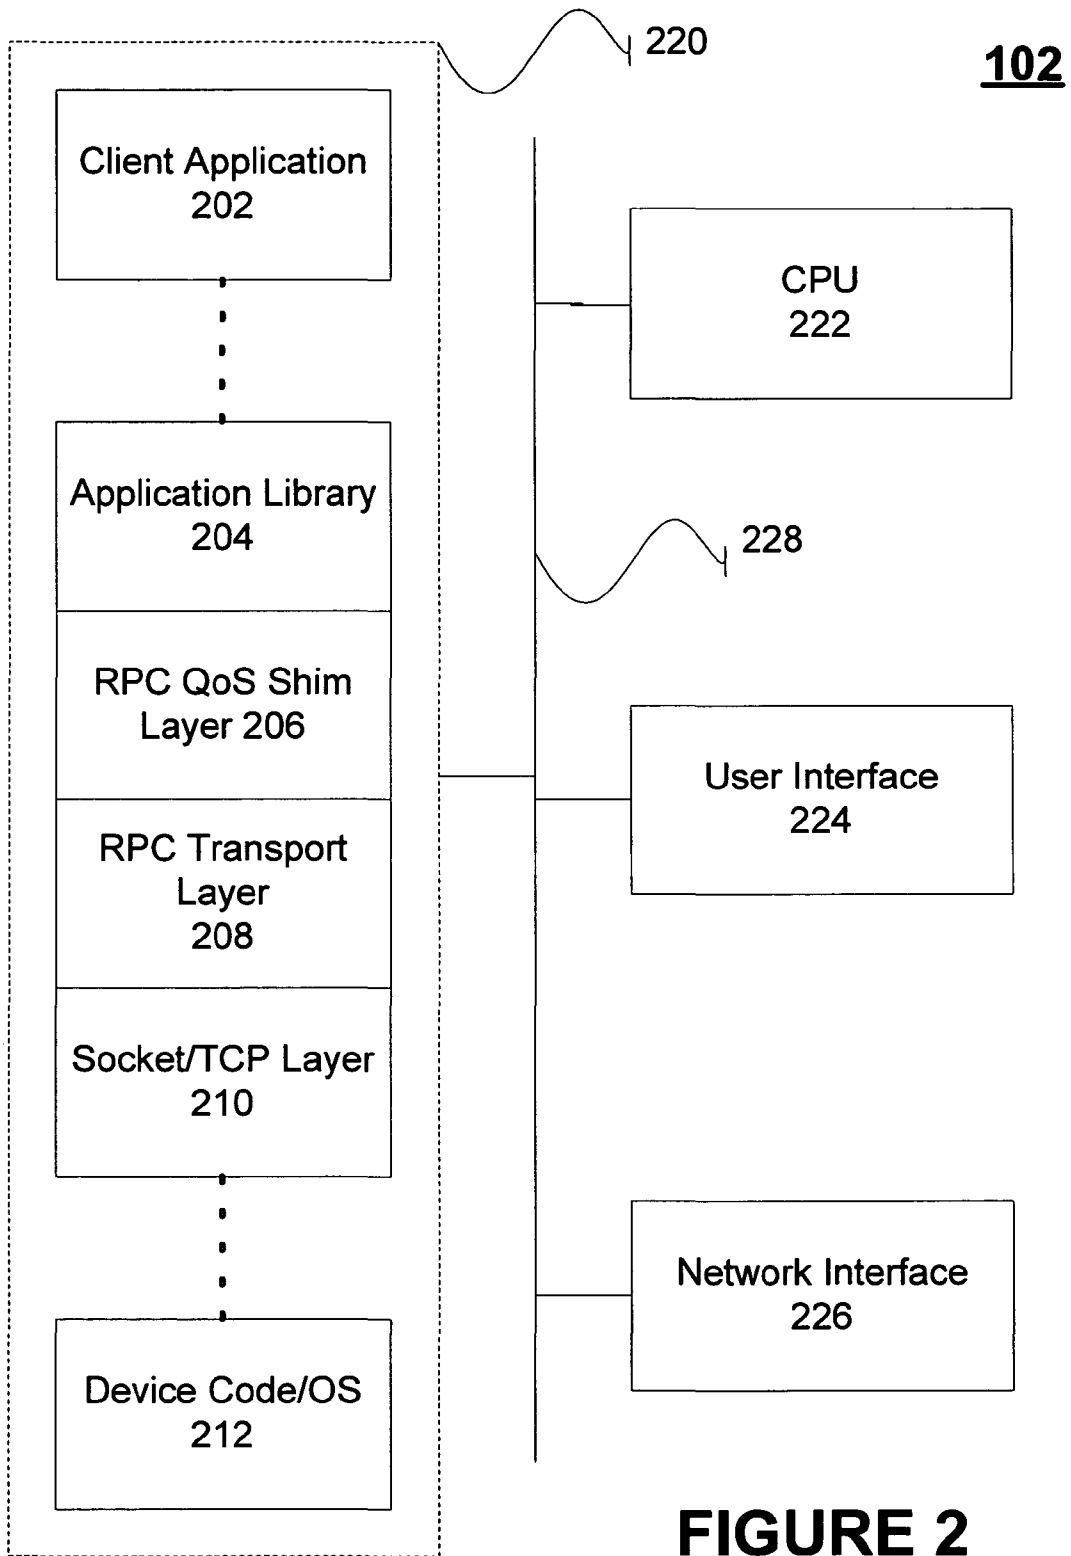 220
102
Client Application
202
CPU
222
Application Library
204
228
RPC QoS Shim
Layer 206
User Interface
224
RPC Transport
Layer
208
Socket/TCP Layer
210
Network Interface
226
Device Code/OS
212
FIGURE 2